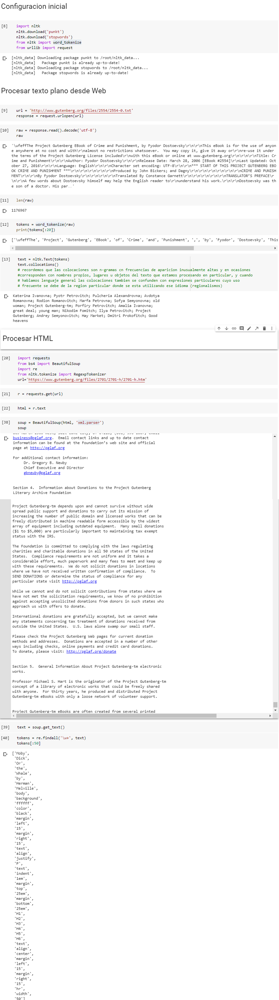 Configuracion inicial
[8] import nltk
nltk.download('punkt')
nltk.download('stopwords')
from nltk import word_tokenize
from urllib import request
[nltk_data] Downloading package punkt to /root/nltk_data...
[nltk_data]   Package punkt is already up-to-date!
[nltk_data] Downloading package stopwords to /root/nltk_data...
[nltk_data]   Package stopwords is already up-to-date!
Procesar texto plano desde Web
[9] url = 'http://www.gutenberg.org/files/2554/2554-0.txt'
response = request.urlopen(url)
[10] raw = response.read().decode('utf-8')
raw
'\ufeffThe Project Gutenberg EBook of Crime and Punishment, by Fyodor Dostoevsky\r\n\r\nThis eBook is for the use of anyon
e anywhere at no cost and with\r\nalmost no restrictions whatsoever.  You may copy it, give it away or\r\nre-use it under
the terms of the Project Gutenberg License included\r\nwith this eBook or online at www.gutenberg.org\r\n\r\n\r\nTitle: Cr
ime and Punishment\r\n\r\nAuthor: Fyodor Dostoevsky\r\n\r\nRelease Date: March 28, 2006 [EBook #2554]\r\nLast Updated: Oct
ober 27, 2016\r\n\r\nLanguage: English\r\n\r\nCharacter set encoding: UTF-8\r\n\r\n*** START OF THIS PROJECT GUTENBERG EBO
OK CRIME AND PUNISHMENT ***\r\n\r\n\r\n\r\n\r\nProduced by John Bickers; and Dagny\r\n\r\n\r\n\r\n\r\n\r\nCRIME AND PUNISH
MENT\r\n\r\nBy Fyodor Dostoevsky\r\n\r\n\r\n\r\nTranslated By Constance Garnett\r\n\r\n\r\n\r\n\r\nTRANSLATOR’S PREFACE\r
\n\r\nA few words about Dostoevsky himself may help the English reader to\r\nunderstand his work.\r\n\r\nDostoevsky was th
e son of a doctor. His par...'
[11] len(raw)
1176967
[12] tokens = word_tokenize(raw)
print(tokens[:20])
['\ufeffThe', 'Project', 'Gutenberg', 'EBook', 'of', 'Crime', 'and', 'Punishment', ',', 'by', 'Fyodor', 'Dostoevsky', 'This
[13] text = nltk.Text(tokens)
text.collocations()
# recordemos que las colocaciones son n-gramas cn frecuencias de aparicion inusualmente altas y en ocasiones
#corresponden con nombres propios, lugares u objetos del texto que estamos procesando en particular, y cuando
# hablamos lenguaje general las colocaciones tambien se confunden con expresiones particulares cuyo uso
# frecuente se debe de la region particular donde se esta utilizando ese idioma (regionalismos)
Katerina Ivanovna; Pyotr Petrovitch; Pulcheria Alexandrovna; Avdotya
Romanovna; Rodion Romanovitch; Marfa Petrovna; Sofya Semyonovna; old
woman; Project Gutenberg-tm; Porfiry Petrovitch; Amalia Ivanovna;
great deal; young man; Nikodim Fomitch; Ilya Petrovitch; Project
Gutenberg; Andrey Semyonovitch; Hay Market; Dmitri Prokofitch; Good
heavens
Procesar HTML
[20] import requests
from bs4 import BeautifulSoup
import re
from nltk.tokenize import RegexpTokenizer
url='https://www.gutenberg.org/files/2701/2701-h/2701-h.htm'
[21] r = requests.get(url)
[22] html = r.text
[38] soup = BeautifulSoup(html, 'xml.parser')
soup
business@pglaf.org.  Email contact links and up to date contact
information can be found at the Foundation’s web site and official
page at http://pglaf.org
For additional contact information:
Dr. Gregory B. Newby
Chief Executive and Director
gbnewby@pglaf.org
Section 4.  Information about Donations to the Project Gutenberg
Literary Archive Foundation
Project Gutenberg-tm depends upon and cannot survive without wide
spread public support and donations to carry out its mission of
increasing the number of public domain and licensed works that can be
freely distributed in machine readable form accessible by the widest
array of equipment including outdated equipment.  Many small donations
($1 to $5,000) are particularly important to maintaining tax exempt
status with the IRS.
The Foundation is committed to complying with the laws regulating
charities and charitable donations in all 50 states of the United
States.  Compliance requirements are not uniform and it takes a
considerable effort, much paperwork and many fees to meet and keep up
with these requirements.  We do not solicit donations in locations
where we have not received written confirmation of compliance.  To
SEND DONATIONS or determine the status of compliance for any
particular state visit http://pglaf.org
While we cannot and do not solicit contributions from states where we
have not met the solicitation requirements, we know of no prohibition
against accepting unsolicited donations from donors in such states who
approach us with offers to donate.
International donations are gratefully accepted, but we cannot make
any statements concerning tax treatment of donations received from
outside the United States.  U.S. laws alone swamp our small staff.
Please check the Project Gutenberg Web pages for current donation
methods and addresses.  Donations are accepted in a number of other
ways including checks, online payments and credit card donations.
To donate, please visit: http://pglaf.org/donate
Section 5.  General Information About Project Gutenberg-tm electronic
works.
Professor Michael S. Hart is the originator of the Project Gutenberg-tm
concept of a library of electronic works that could be freely shared
with anyone.  For thirty years, he produced and distributed Project
Gutenberg-tm eBooks with only a loose network of volunteer support.
Project Gutenberg-tm eBooks are often created from several printed
[39] text = soup.get_text()
[40] tokens = re.findall('\w+', text)
tokens[:50]
['Moby',
'Dick',
'Or',
'the',
'Whale',
'by',
'Herman',
'Melville',
'body',
'background',
'ffffff',
'color',
'black',
'margin',
'left',
'15',
'margin',
'right',
'15',
'text',
'align',
'justify',
'P',
'text',
'indent',
'1em',
'margin',
'top',
'25em',
'margin',
'bottom',
'25em',
'H1',
'H2',
'H3',
'H4',
'H5',
'H6',
'text',
'align',
'center',
'margin',
'left',
'15',
'margin',
'right',
'15',
'hr',
'width',
'50']